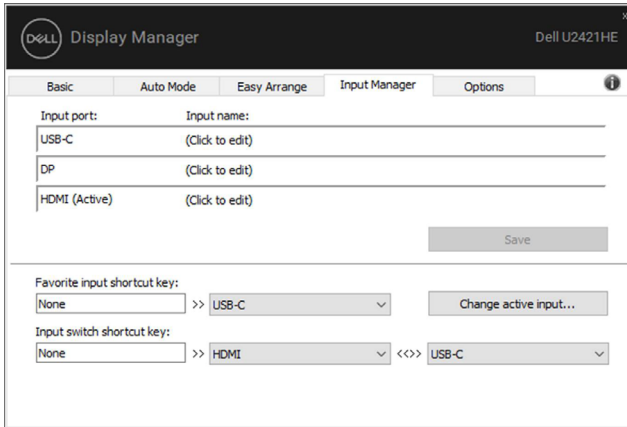 DELL Display Manager
Dell U2421HE
Basic Auto Mode Easy Arrange Input Manager Options
Input port: Input name:
USB-C (Click to edit)
DP (Click to edit)
HDMI (Active) (Click to edit)
Save
Favorite input shortcut key:
None >> USB-C Change active input...
Input switch shortcut key:
None >> HDMI <<>> USB-C